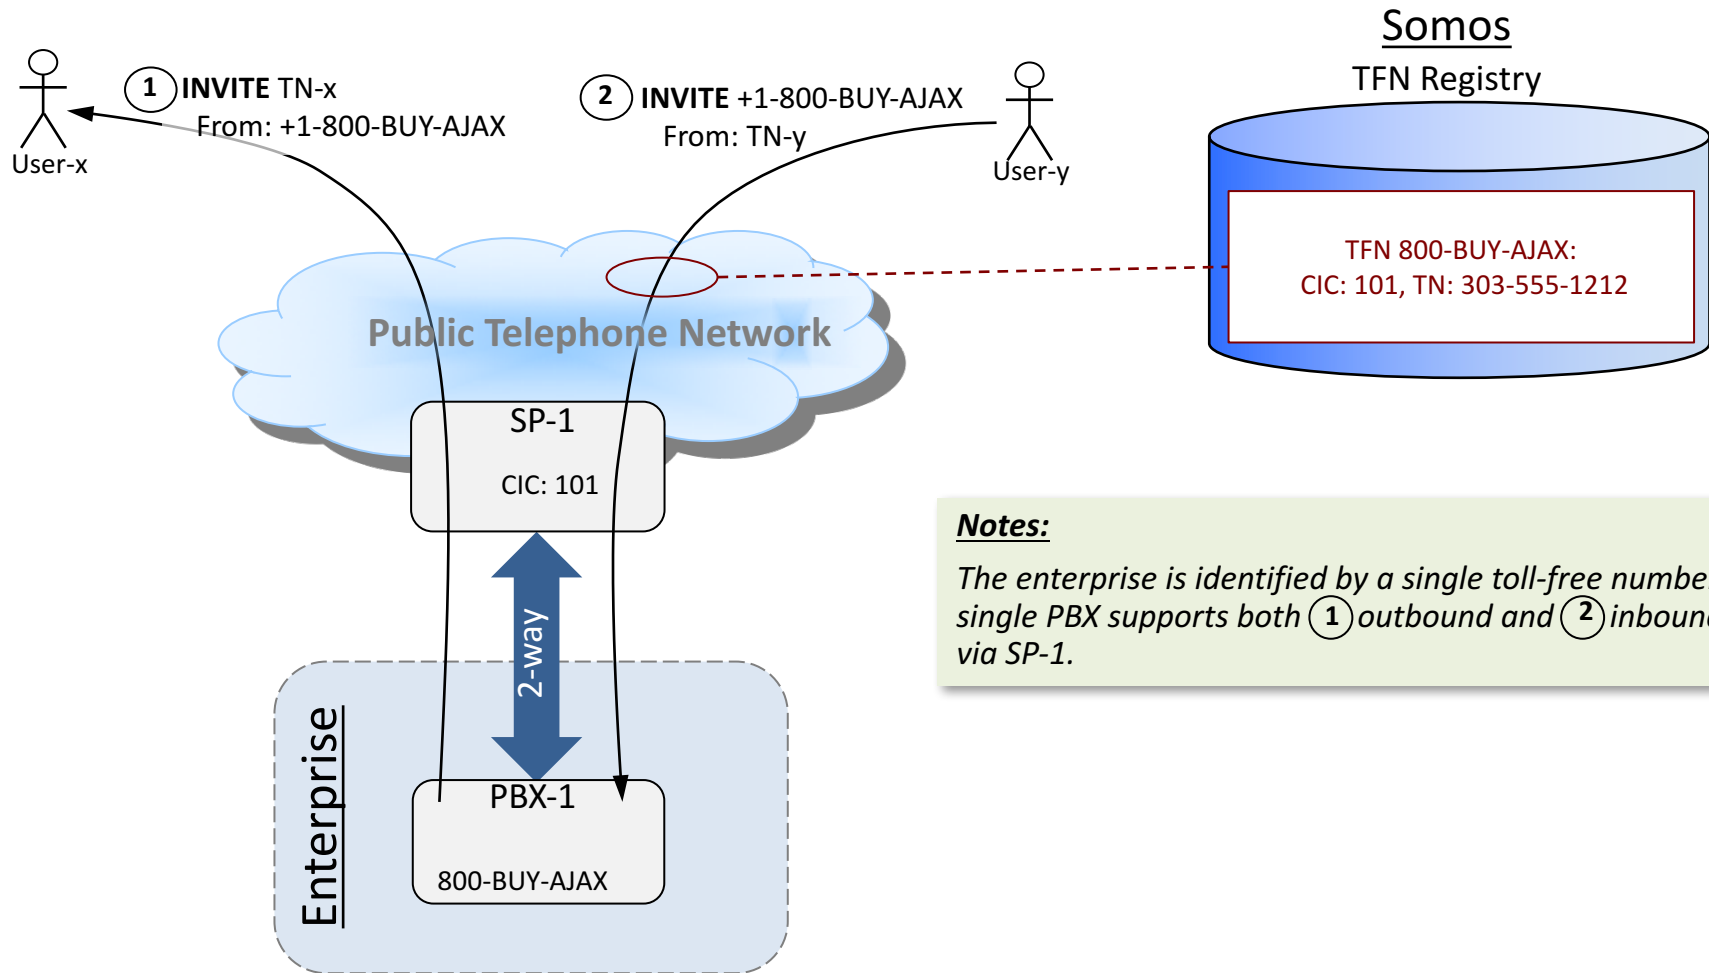 Somos
TFN Registry
1 INVITE TN-x
From: +1-800-BUY-AJAX
User-x
2 INVITE +1-800-BUY-AJAX
From: TN-y
User-y
TFN 800-BUY-AJAX:
CIC: 101, TN: 303-555-1212
Public Telephone Network
SP-1
CIC: 101
Notes:
The enterprise is identified by a single toll-free number
single PBX supports both 1 outbound and 2 inbound
via SP-1.
2-way
Enterprise
PBX-1
800-BUY-AJAX